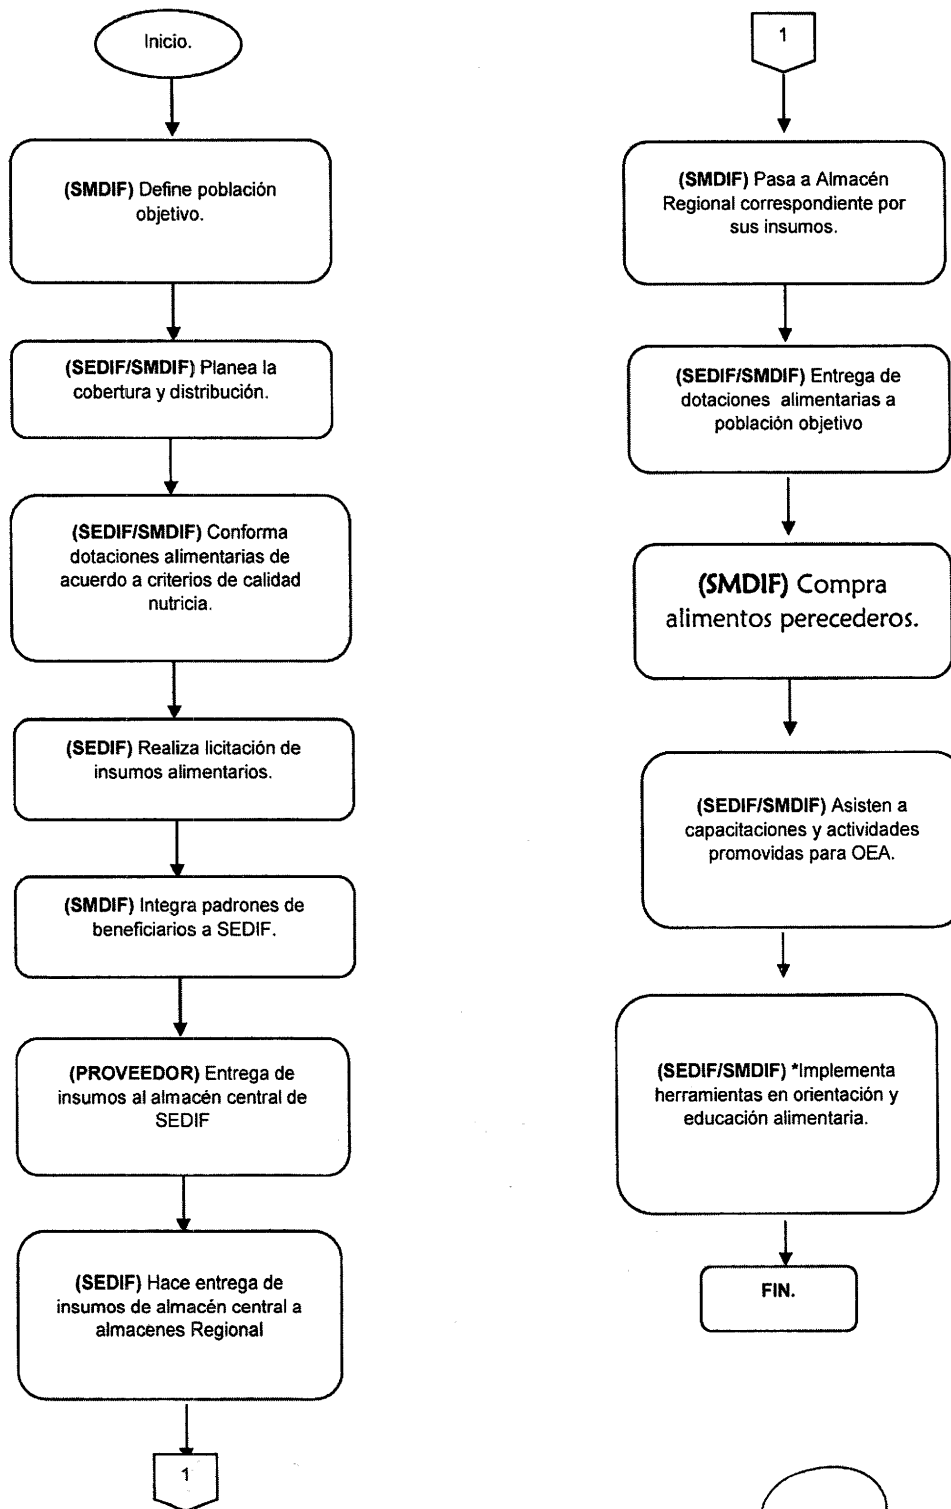 Inicio.
(SMDIF) Define población
objetivo.
(SEDIF/SMDIF) Planea la
cobertura y distribución.
(SEDIF/SMDIF) Conforma
dotaciones alimentarias de
acuerdo a criterios de calidad
nutricia.
(SEDIF) Realiza licitación de
insumos alimentarios.
(SMDIF) Integra padrones de
beneficiarios a SEDIF.
(PROVEEDOR) Entrega de
insumos al almacén central de
SEDIF
(SEDIF) Hace entrega de
insumos de almacén central a
almacenes Regional
1
1
(SMDIF) Pasa a Almacén
Regional correspondiente por
sus insumos.
(SEDIF/SMDIF) Entrega de
dotaciones alimentarias a
población objetivo
(SMDIF) Compra
alimentos perecederos.
(SEDIF/SMDIF) Asisten a
capacitaciones y actividades
promovidas para OEA.
(SEDIF/SMDIF) *Implementa
herramientas en orientación y
educación alimentaria.
FIN.